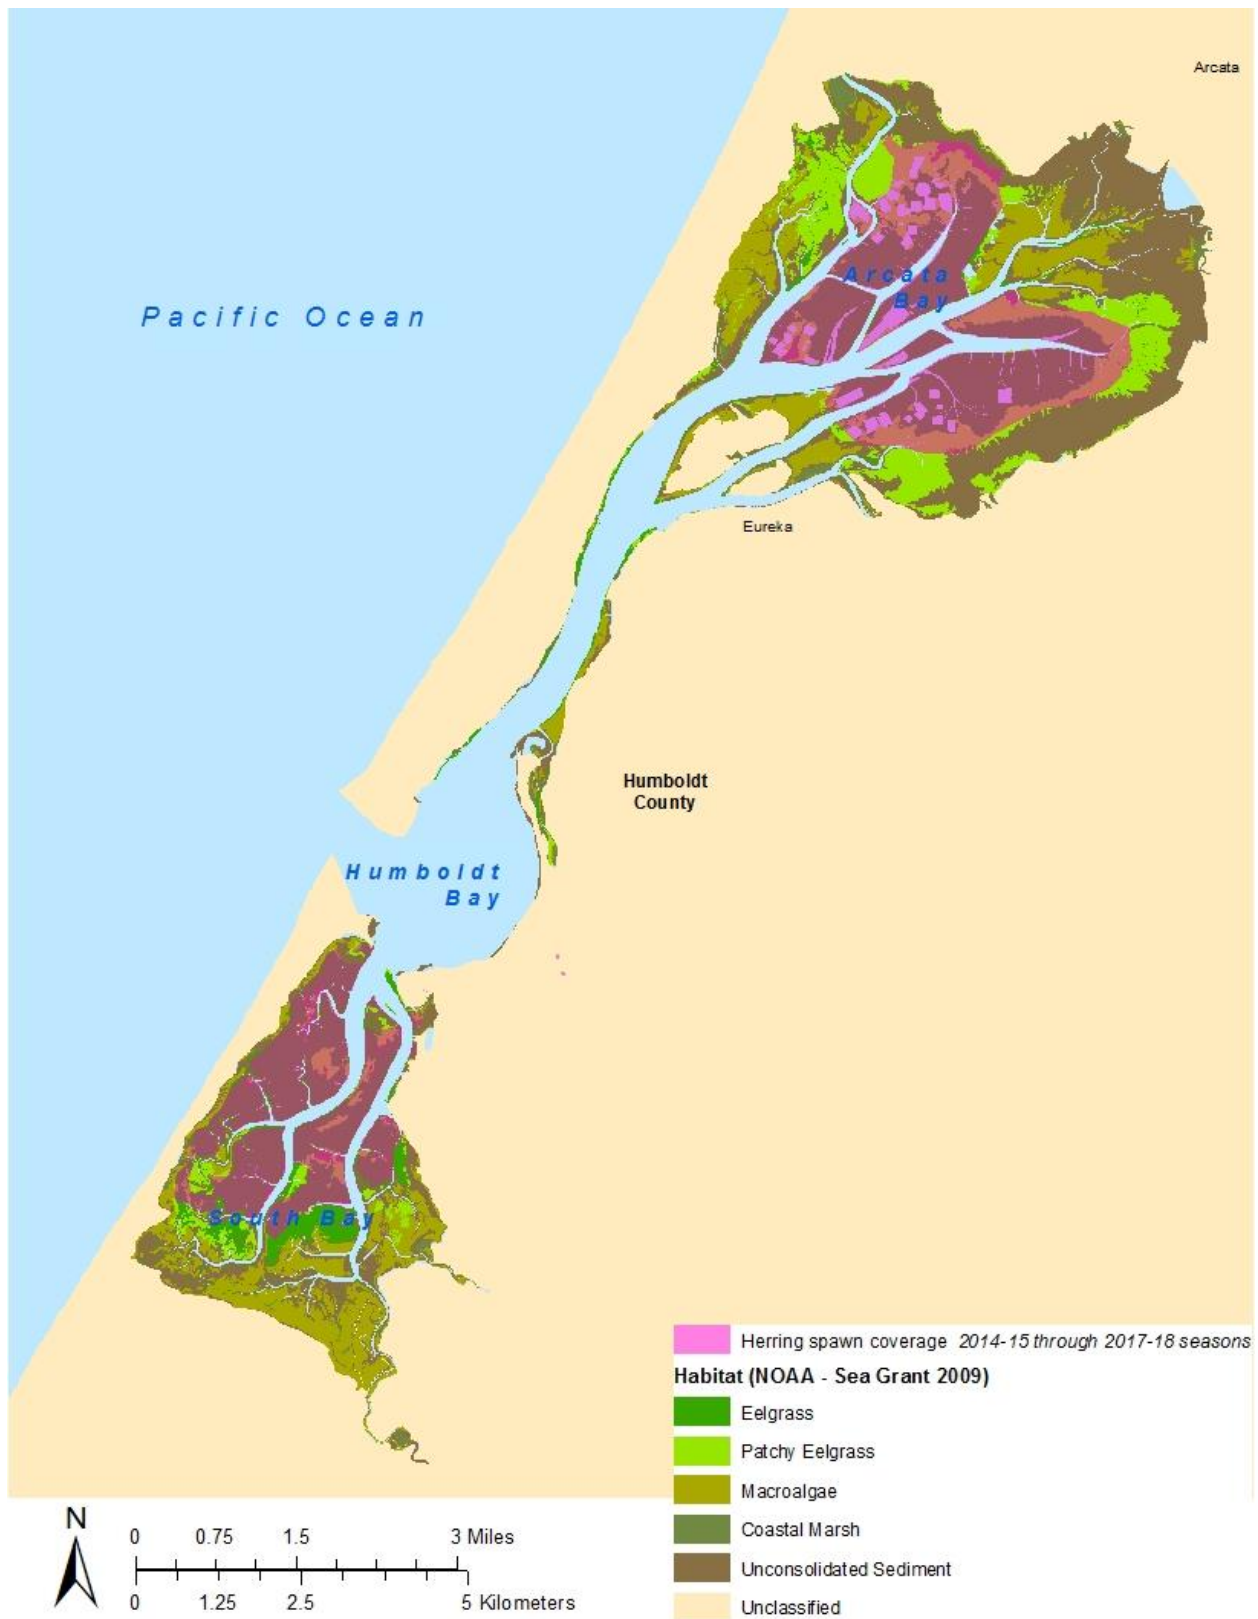 Arcata
Pacific Ocean
Arcata
Bay
Eureka
Humboldt
County
Humboldt
Bay
South Bay
Herring spawn coverage 2014-15 through 2017-18 seasons
Habitat (NOAA - Sea Grant 2009)
Eelgrass
Patchy Eelgrass
Macroalgae
Coastal Marsh
Unconsolidated Sediment
Unclassified
N
0 0.75 1.5 3 Miles
0 1.25 2.5 5 Kilometers